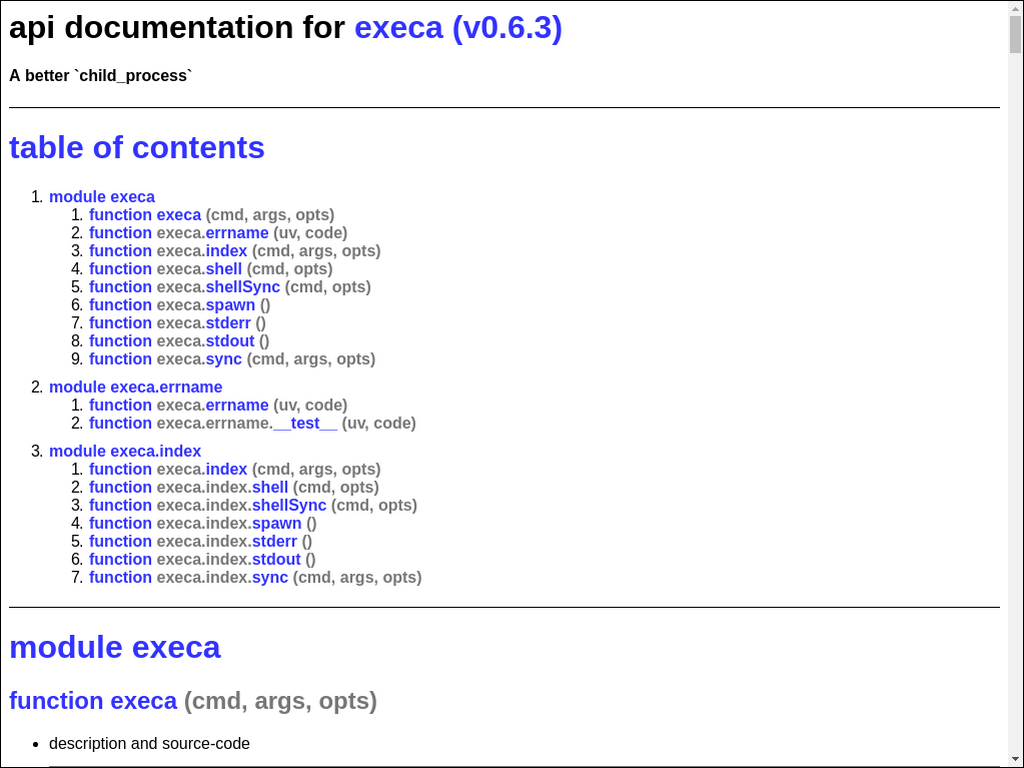 api documentation for execa (v0.6.3)
A better `child_process`
table of contents
1. module execa
1. function execa (cmd, args, opts)
2. function execa.errname (uv, code)
3. function execa.index (cmd, args, opts)
4. function execa.shell (cmd, opts)
5. function execa.shellSync (cmd, opts)
6. function execa.spawn ()
7. function execa.stderr ()
8. function execa.stdout ()
9. function execa.sync (cmd, args, opts)
2. module execa.errname
1. function execa.errname (uv, code)
2. function execa.errname.__test__ (uv, code)
3. module execa.index
1. function execa.index (cmd, args, opts)
2. function execa.index.shell (cmd, opts)
3. function execa.index.shellSync (cmd, opts)
4. function execa.index.spawn ()
5. function execa.index.stderr ()
6. function execa.index.stdout ()
7. function execa.index.sync (cmd, args, opts)
module execa
function execa (cmd, args, opts)
• description and source-code